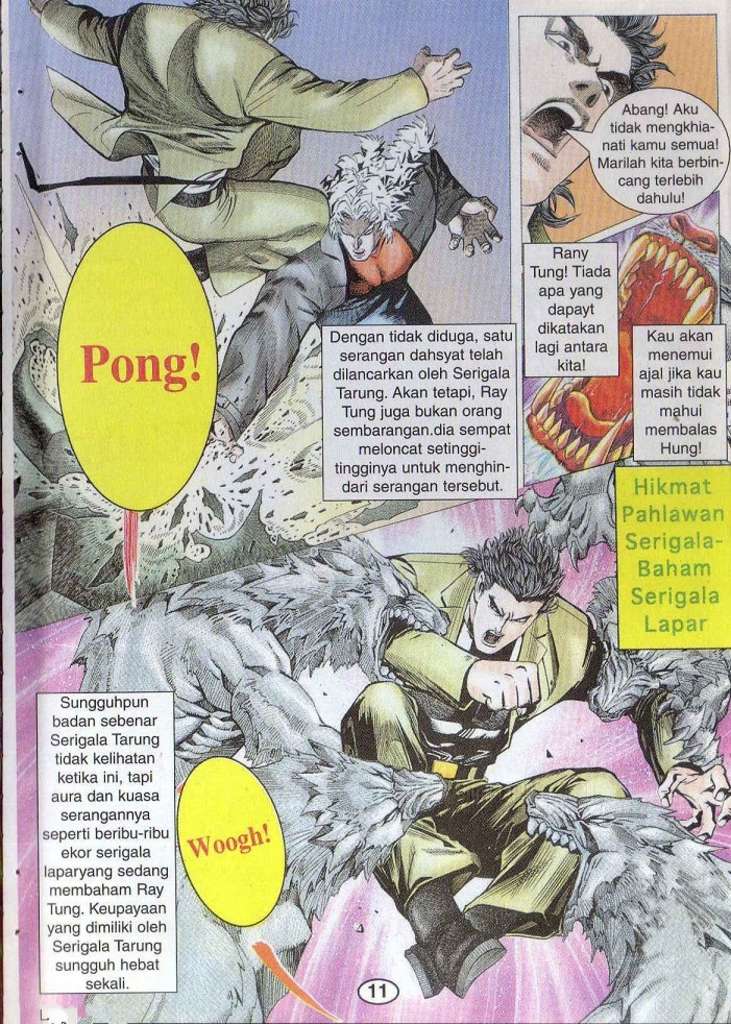 Pong!
Dengan tidak diduga, satu
serangan dahsyat telah
dilancarkan oleh Serigala
Tarung. Akan tetapi, Ray
Tung juga bukan orang
sembarangan.dia sempat
meloncat setinggi-
tingginya untuk menghin-
dari serangan tersebut.
Abang! Aku
tidak mengkhia-
nati kamu semua!
Marilah kita berbin-
cang terlebih
dahulu!
Rany
Tung! Tiada
apa yang
dapayt
dikatakan
lagi antara
kita!
Kau akan
menemui
ajal jika kau
masih tidak
mahui
membalas
Hung!
Hikmat
Pahlawan
Serigala-
Baham
Serigala
Lapar
Sungguhpun
badan sebenar
Serigala Tarung
tidak kelihatan
ketika ini, tapi
aura dan kuasa
serangannya
seperti beribu-ribu
ekor serigala
laparyang sedang
membaham Ray
Tung. Keupayaan
yang dimiliki oleh
Serigala Tarung
sungguh hebat
sekali.
Woogh!
11